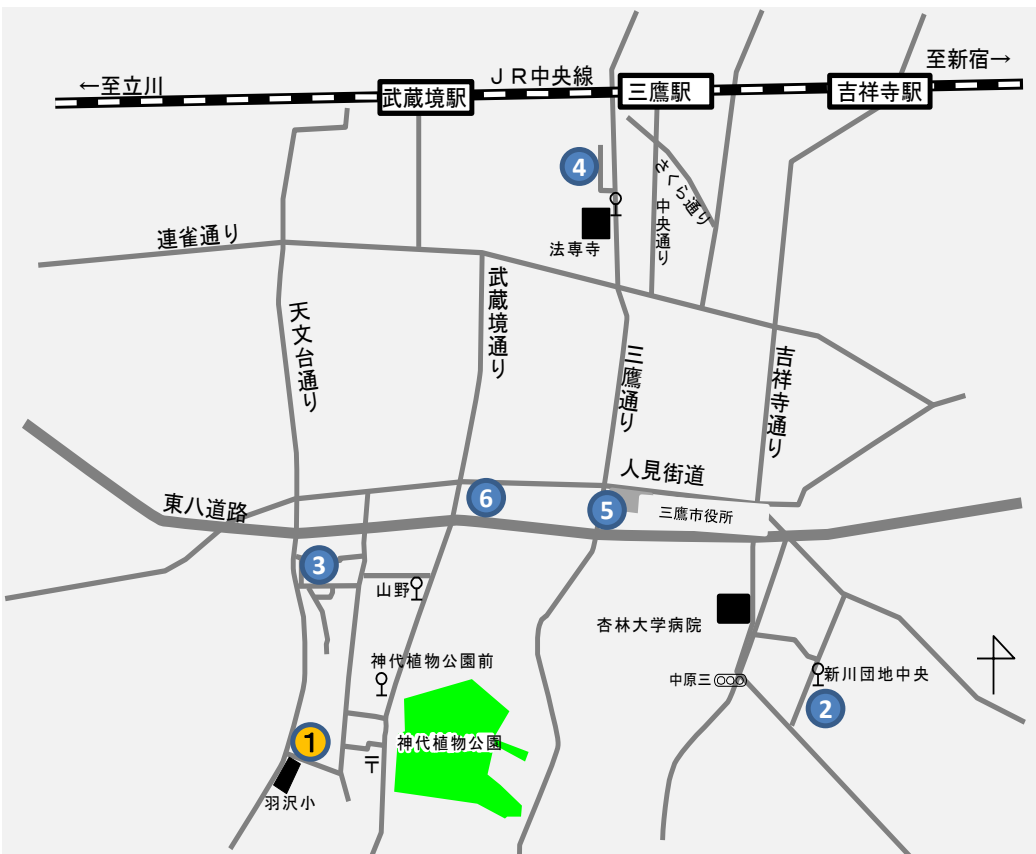 ←至立川
ＪＲ中央線
至新宿→
武蔵境駅
三鷹駅
吉祥寺駅
4
さくら通り
中央通り
法専寺
連雀通り
武蔵境通り
天文台通り
三鷹通り
吉祥寺通り
人見街道
6
5
三鷹市役所
東八道路
3
山野
杏林大学病院
神代植物公園前
中原三
新川団地中央
2
1
神代植物公園
〒
羽沢小